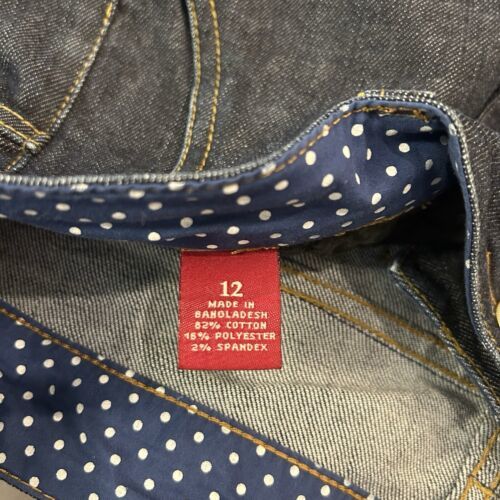 12
MADE IN
BANGLADESH
82% COTTON
16% POLYESTER
2% SPANDEX